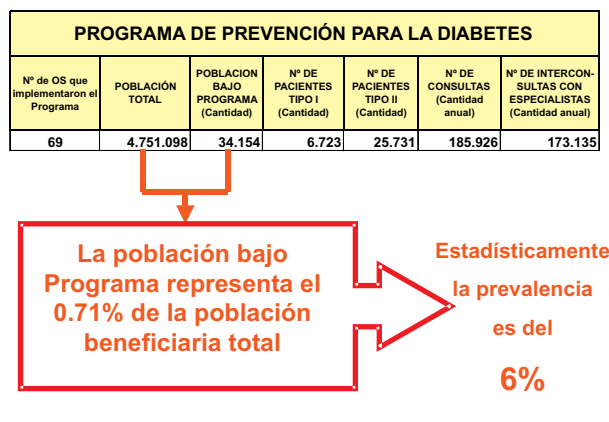 PROGRAMA DE PREVENCIÓN PARA LA DIABETES
Nº de OS que
implementaron el
Programa
POBLACIÓN
TOTAL
POBLACION
BAJO
PROGRAMA
(Cantidad)
Nº DE
PACIENTES
TIPO I
(Cantidad)
Nº DE
PACIENTES
TIPO II
(Cantidad)
Nº DE
CONSULTAS
(Cantidad
anual)
Nº DE INTERCON-
SULTAS CON
ESPECIALISTAS
(Cantidad anual)
69 4.751.098 34.154 6.723 25.731 185.926 173.135
La población bajo
Programa representa el
0.71% de la población
beneficiaria total
Estadísticamente
la prevalencia
es del
6%